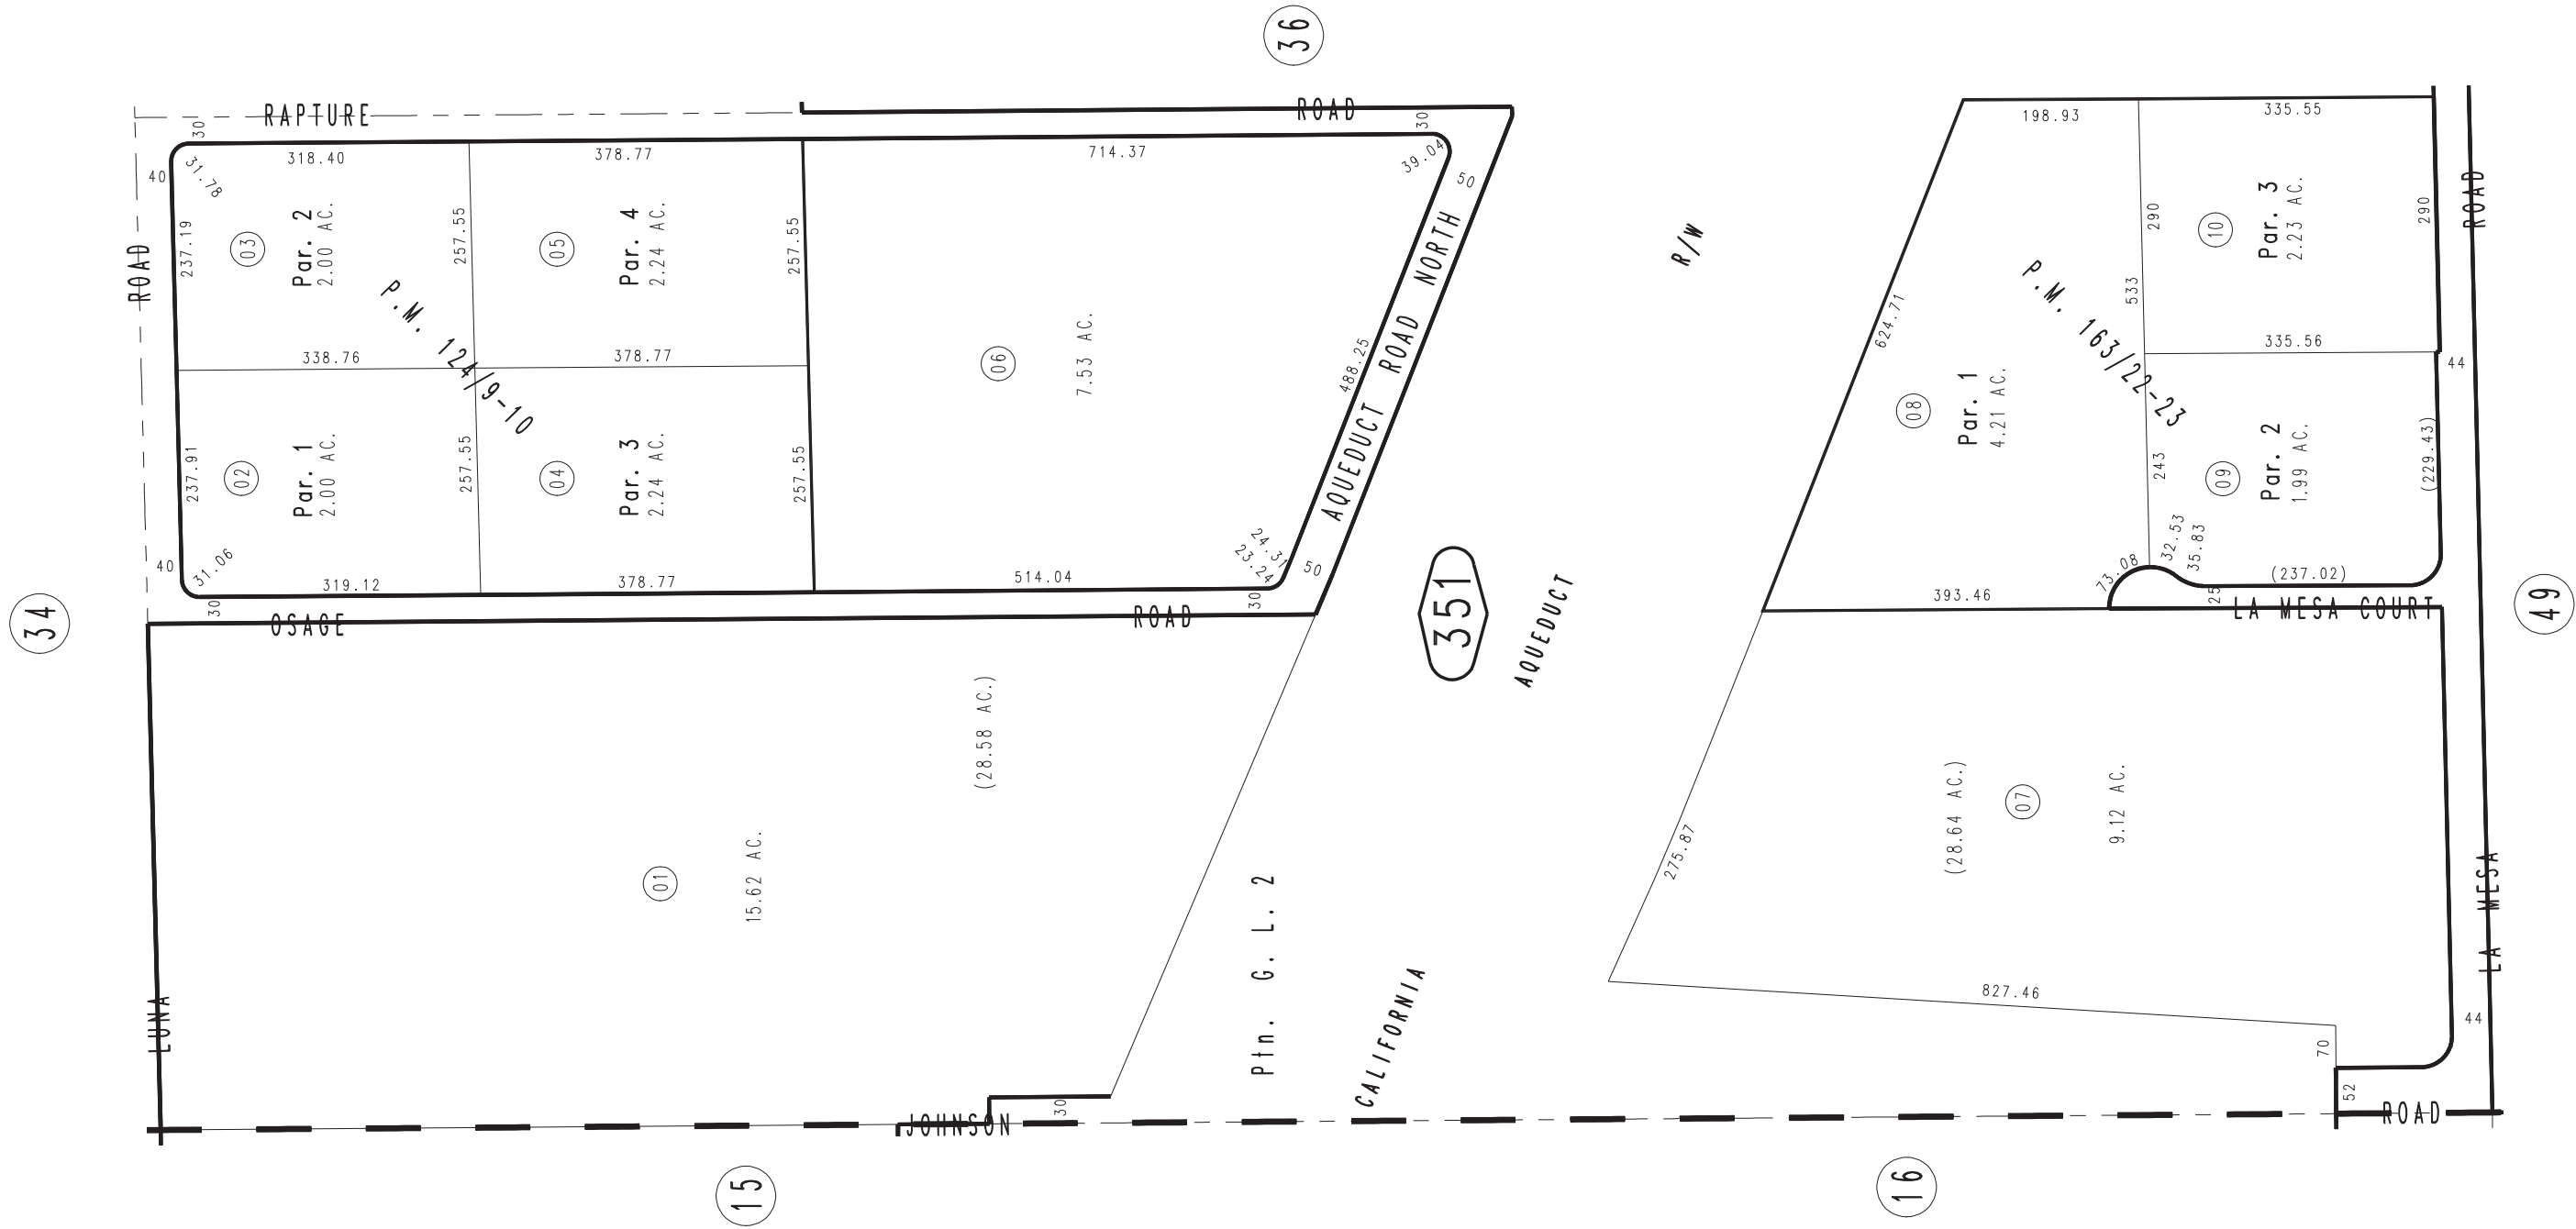 36
RAPTURE
ROAD
30
30
318.40
378.77
714.37
39.04
50
40
31.78
ROAD
237.19
03
Par. 2
2.00 AC.
257.55
05
Par. 4
2.24 AC.
257.55
P.M. 124/9-10
338.76
378.77
06
7.53 AC.
488.25
AQUEDUCT ROAD NORTH
237.91
02
Par. 1
2.00 AC.
257.55
04
Par. 3
2.24 AC.
257.55
40
31.06
319.12
378.77
514.04
24.31
23.24
50
30
30
OSAGE
ROAD
34
R/W
198.93
335.55
290
10
Par. 3
2.23 AC.
290
ROAD
624.71
533
P.M. 163/22-23
335.56
44
08
Par. 1
4.21 AC.
243
09
Par. 2
1.99 AC.
(229.43)
73.08
32.53
35.83
(237.02)
25
393.46
LA MESA COURT
49
351
AQUEDUCT
(28.58 AC.)
01
15.62 AC.
LUNA
Ptn. G. L. 2
CALIFORNIA
275.87
(28.64 AC.)
07
9.12 AC.
LA MESA
827.46
44
70
52
JOHNSON
30
ROAD
15
16